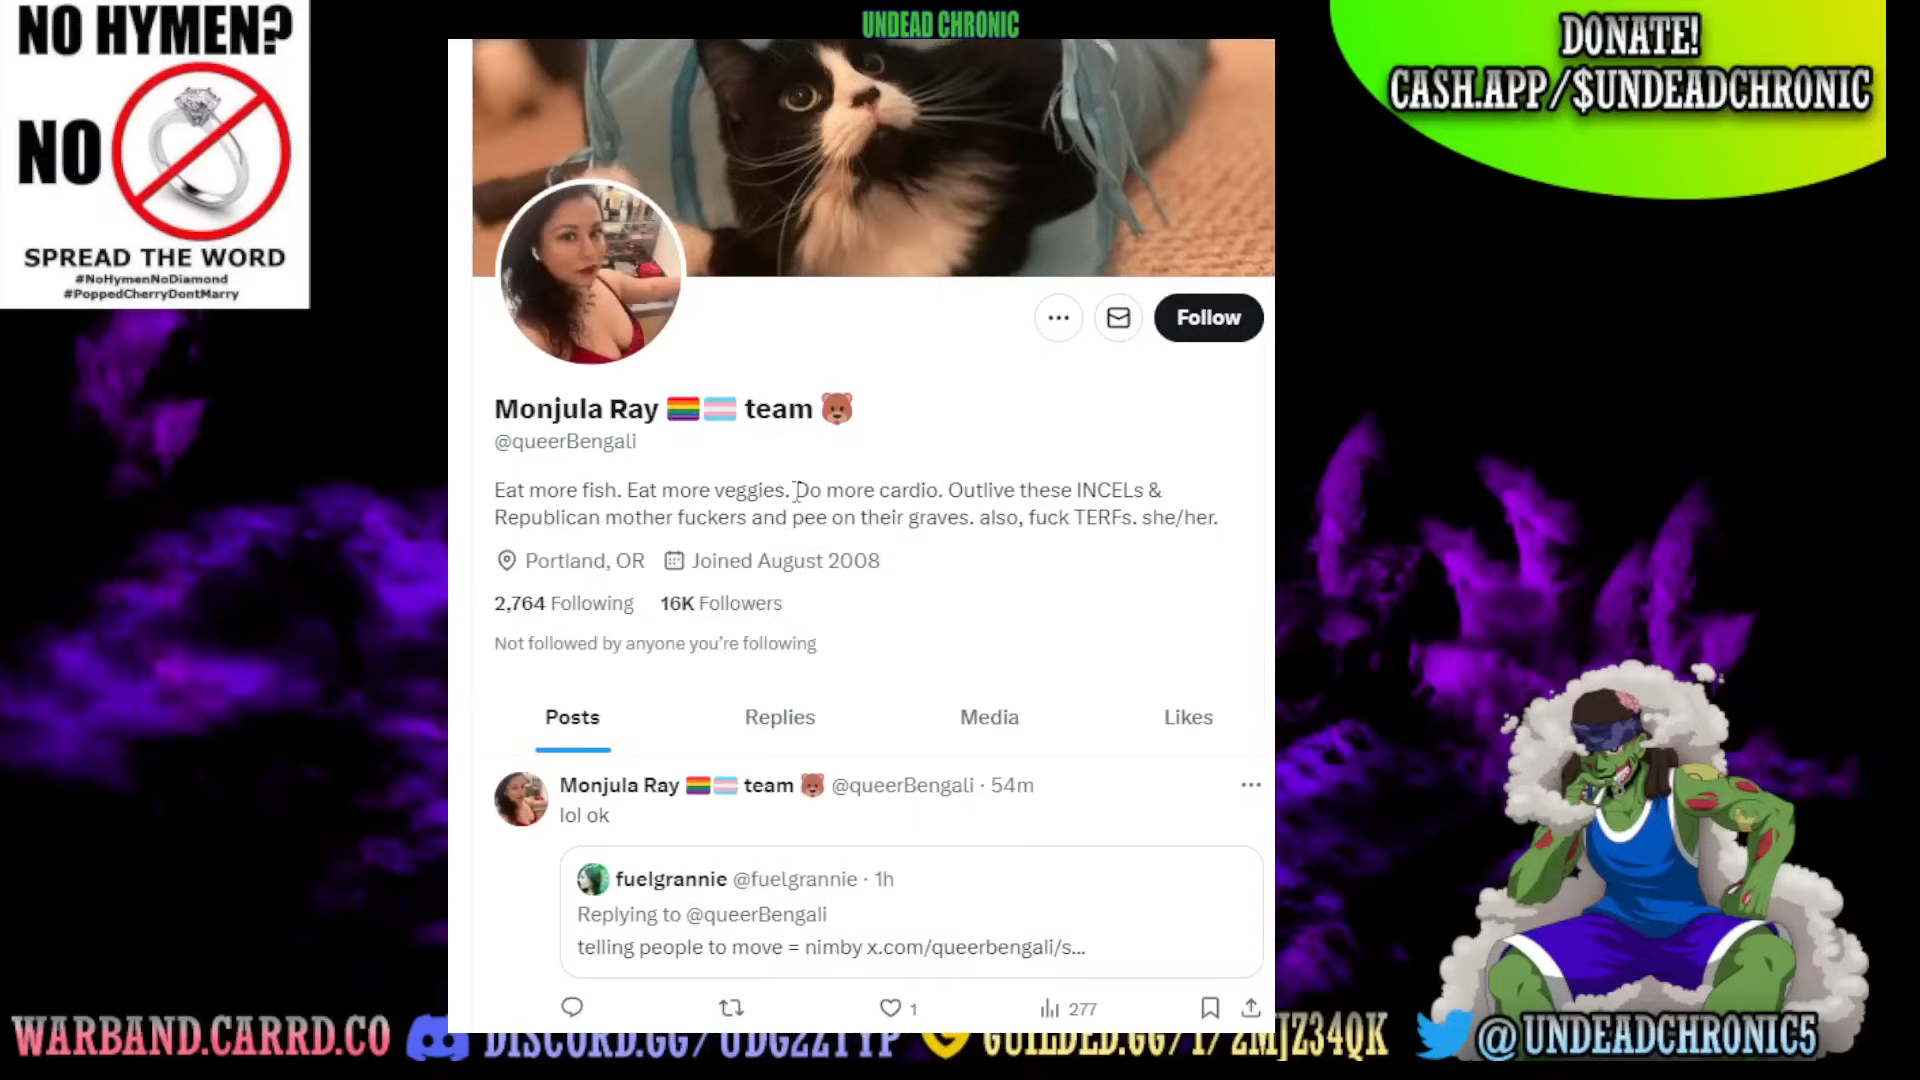 UNDEAD CHRONIC
NO HYMEN?
NO
SPREAD THE WORD
#NoHymenNoDiamond
#PoppedCherryDontMarry
DONATE!
CASH.APP/$UNDEADCHRONIC
Follow
Monjula Ray 🏳️‍🌈🏳️‍⚧️ team 🐻
@queerBengali
Eat more fish. Eat more veggies. Do more cardio. Outlive these INCELs &
Republican mother fuckers and pee on their graves. also, fuck TERFs. she/her.
Portland, OR Joined August 2008
2,764 Following 16K Followers
Not followed by anyone you're following
Posts Replies Media Likes
Monjula Ray 🏳️‍🌈🏳️‍⚧️ team 🐻 @queerBengali · 54m
lol ok
fuelgrannie @fuelgrannie · 1h
Replying to @queerBengali
telling people to move = nimby x.com/queerbengali/s...
1 277
WARBAND.CARRD.CO
@UNDEADCHRONIC5